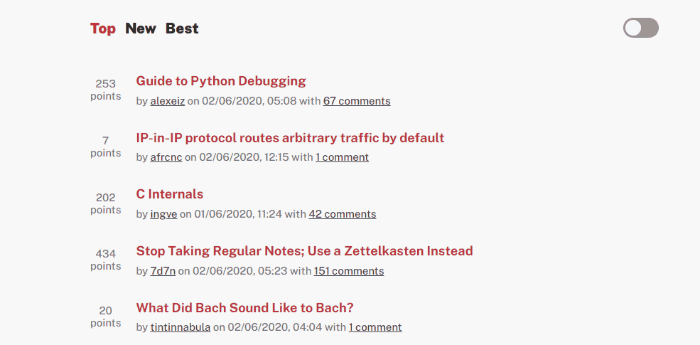 Top New Best
253 points
Guide to Python Debugging
by alexeiz on 02/06/2020, 05:08 with 67 comments
7 points
IP-in-IP protocol routes arbitrary traffic by default
by afrcnc on 02/06/2020, 12:15 with 1 comment
202 points
C Internals
by ingve on 01/06/2020, 11:24 with 42 comments
434 points
Stop Taking Regular Notes; Use a Zettelkasten Instead
by 7d7n on 02/06/2020, 05:23 with 151 comments
20 points
What Did Bach Sound Like to Bach?
by tintinnabula on 02/06/2020, 04:04 with 1 comment